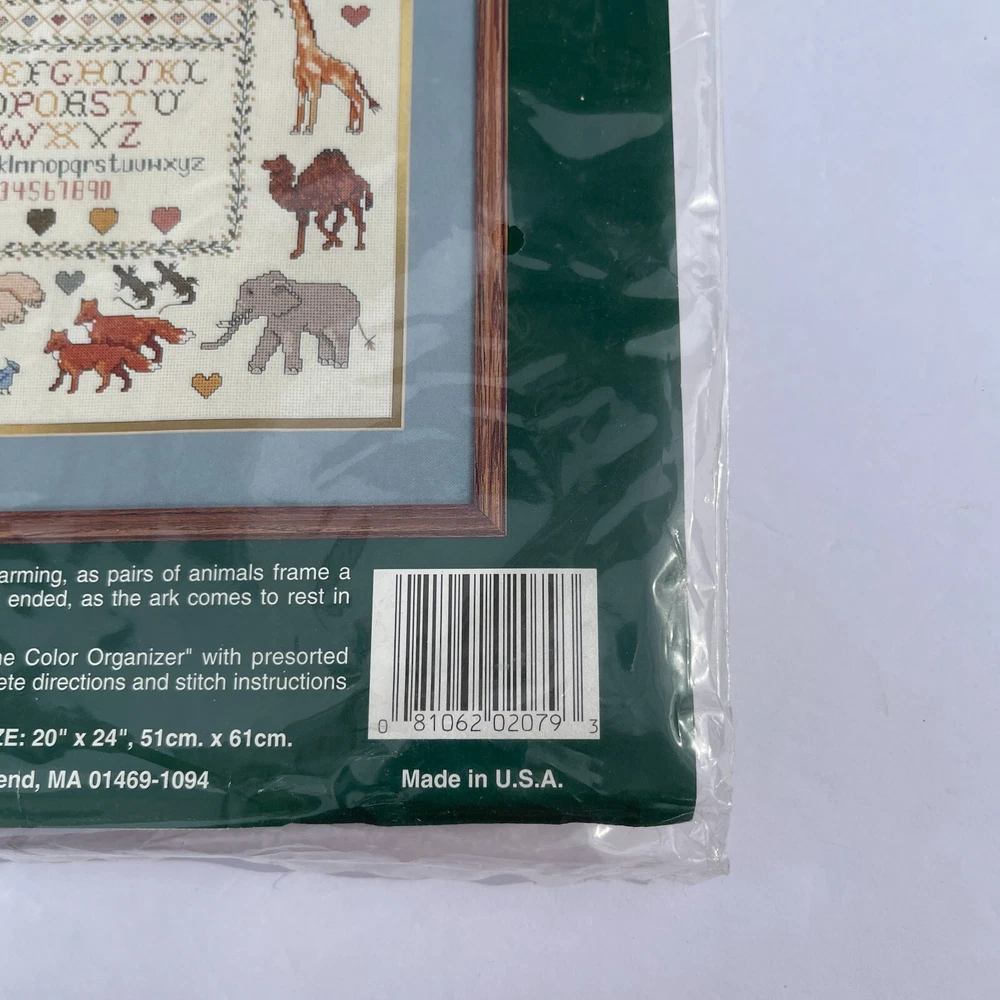 EFGHIJKL
OPQRSTU
WXYZ
klmnopqrstuvwxyz
34567890
arming, as pairs of animals frame a
ended, as the ark comes to rest in
ne Color Organizer" with presorted
ete directions and stitch instructions
ZE: 20" x 24", 51cm. x 61cm.
end, MA 01469-1094
0 81062 02079 3
Made in U.S.A.